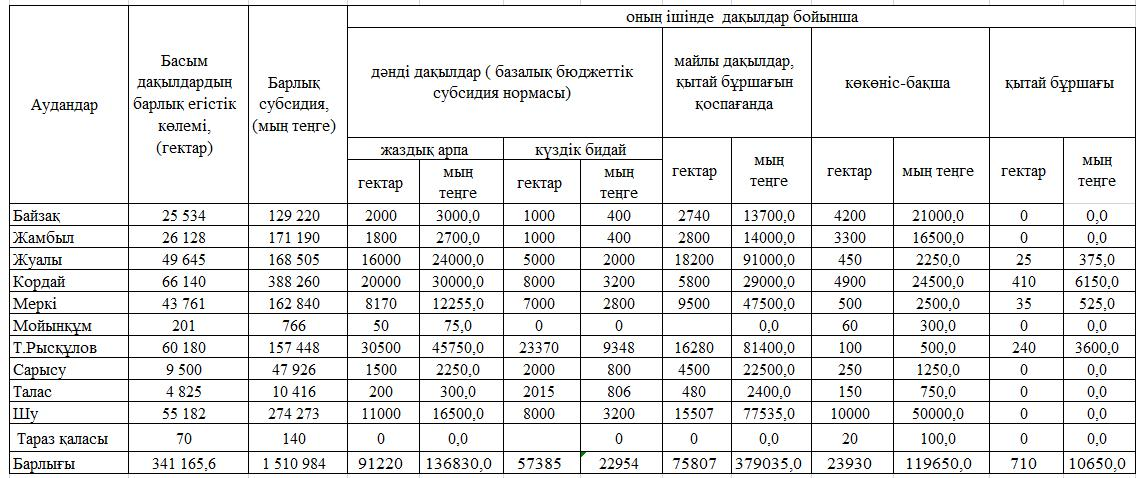 оның ішінде дақылдар бойынша
Аудандар
Басым
дақылдардың
барлық егістік
көлемі,
(гектар)
Барлық
субсидия,
(мың теңге)
дәнді дақылдар ( базалық бюджеттік
субсидия нормасы)
майлы дақылдар,
қытай бұршағын
қоспағанда
көкөніс-бақша
қытай бұршағы
жаздық арпа күздік бидай
гектар мың теңге гектар мың теңге гектар мың теңге гектар мың теңге гектар мың теңге
Байзақ 25 534 129 220 2000 3000,0 1000 400 2740 13700,0 4200 21000,0 0 0,0
Жамбыл 26 128 171 190 1800 2700,0 1000 400 2800 14000,0 3300 16500,0 0 0,0
Жуалы 49 645 168 505 16000 24000,0 5000 2000 18200 91000,0 450 2250,0 25 375,0
Кордай 66 140 388 260 20000 30000,0 8000 3200 5800 29000,0 4900 24500,0 410 6150,0
Меркі 43 761 162 840 8170 12255,0 7000 2800 9500 47500,0 500 2500,0 35 525,0
Мойынқұм 201 766 50 75,0 0 0 0,0 60 300,0 0 0,0
Т.Рысқұлов 60 180 157 448 30500 45750,0 23370 9348 16280 81400,0 100 500,0 240 3600,0
Сарысу 9 500 47 926 1500 2250,0 2000 800 4500 22500,0 250 1250,0 0 0,0
Талас 4 825 10 416 200 300,0 2015 806 480 2400,0 150 750,0 0 0,0
Шу 55 182 274 273 11000 16500,0 8000 3200 15507 77535,0 10000 50000,0 0 0,0
Тараз қаласы 70 140 0 0,0 0 0 0,0 20 100,0 0 0,0
Барлығы 341 165,6 1 510 984 91220 136830,0 57385 22954 75807 379035,0 23930 119650,0 710 10650,0